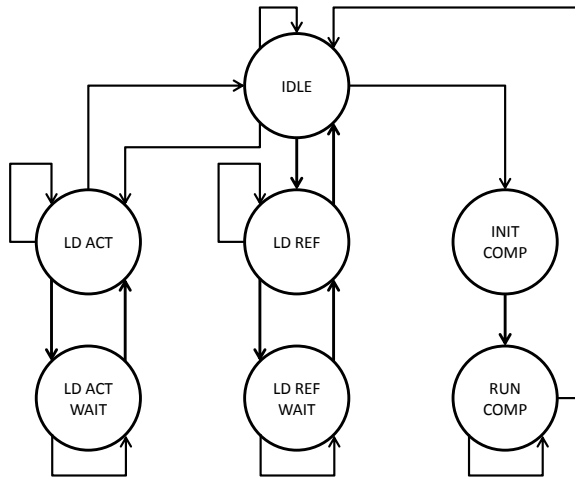 IDLE
LD ACT
LD REF
INIT
COMP
LD ACT
WAIT
LD REF
WAIT
RUN
COMP